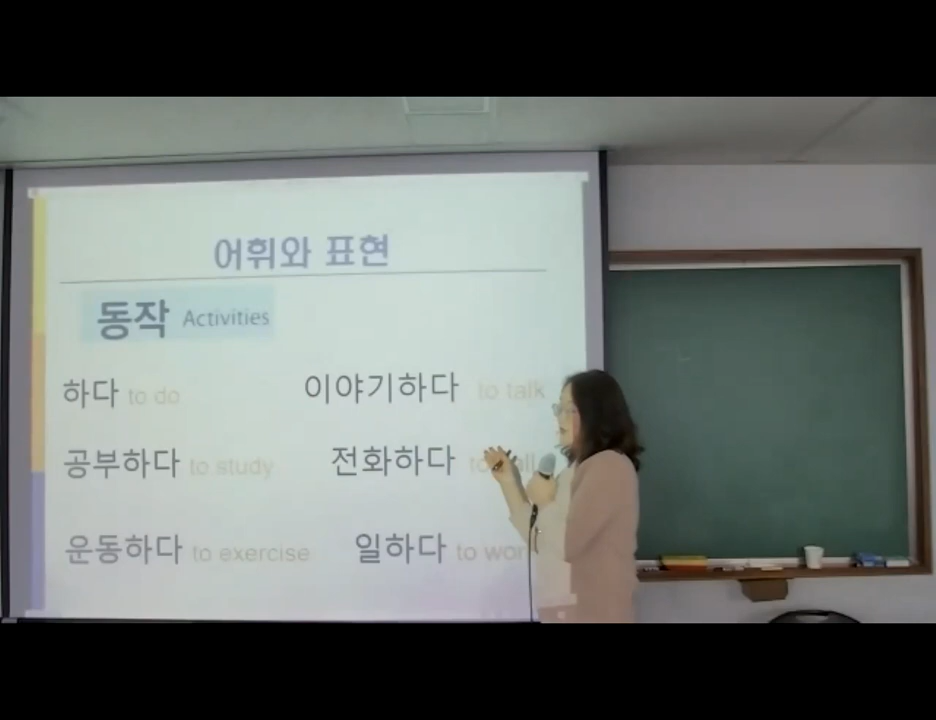 어휘와 표현
동작 Activities
하다 to do 이야기하다 to talk
공부하다 to study 전화하다 to
운동하다 to exercise 일하다 to